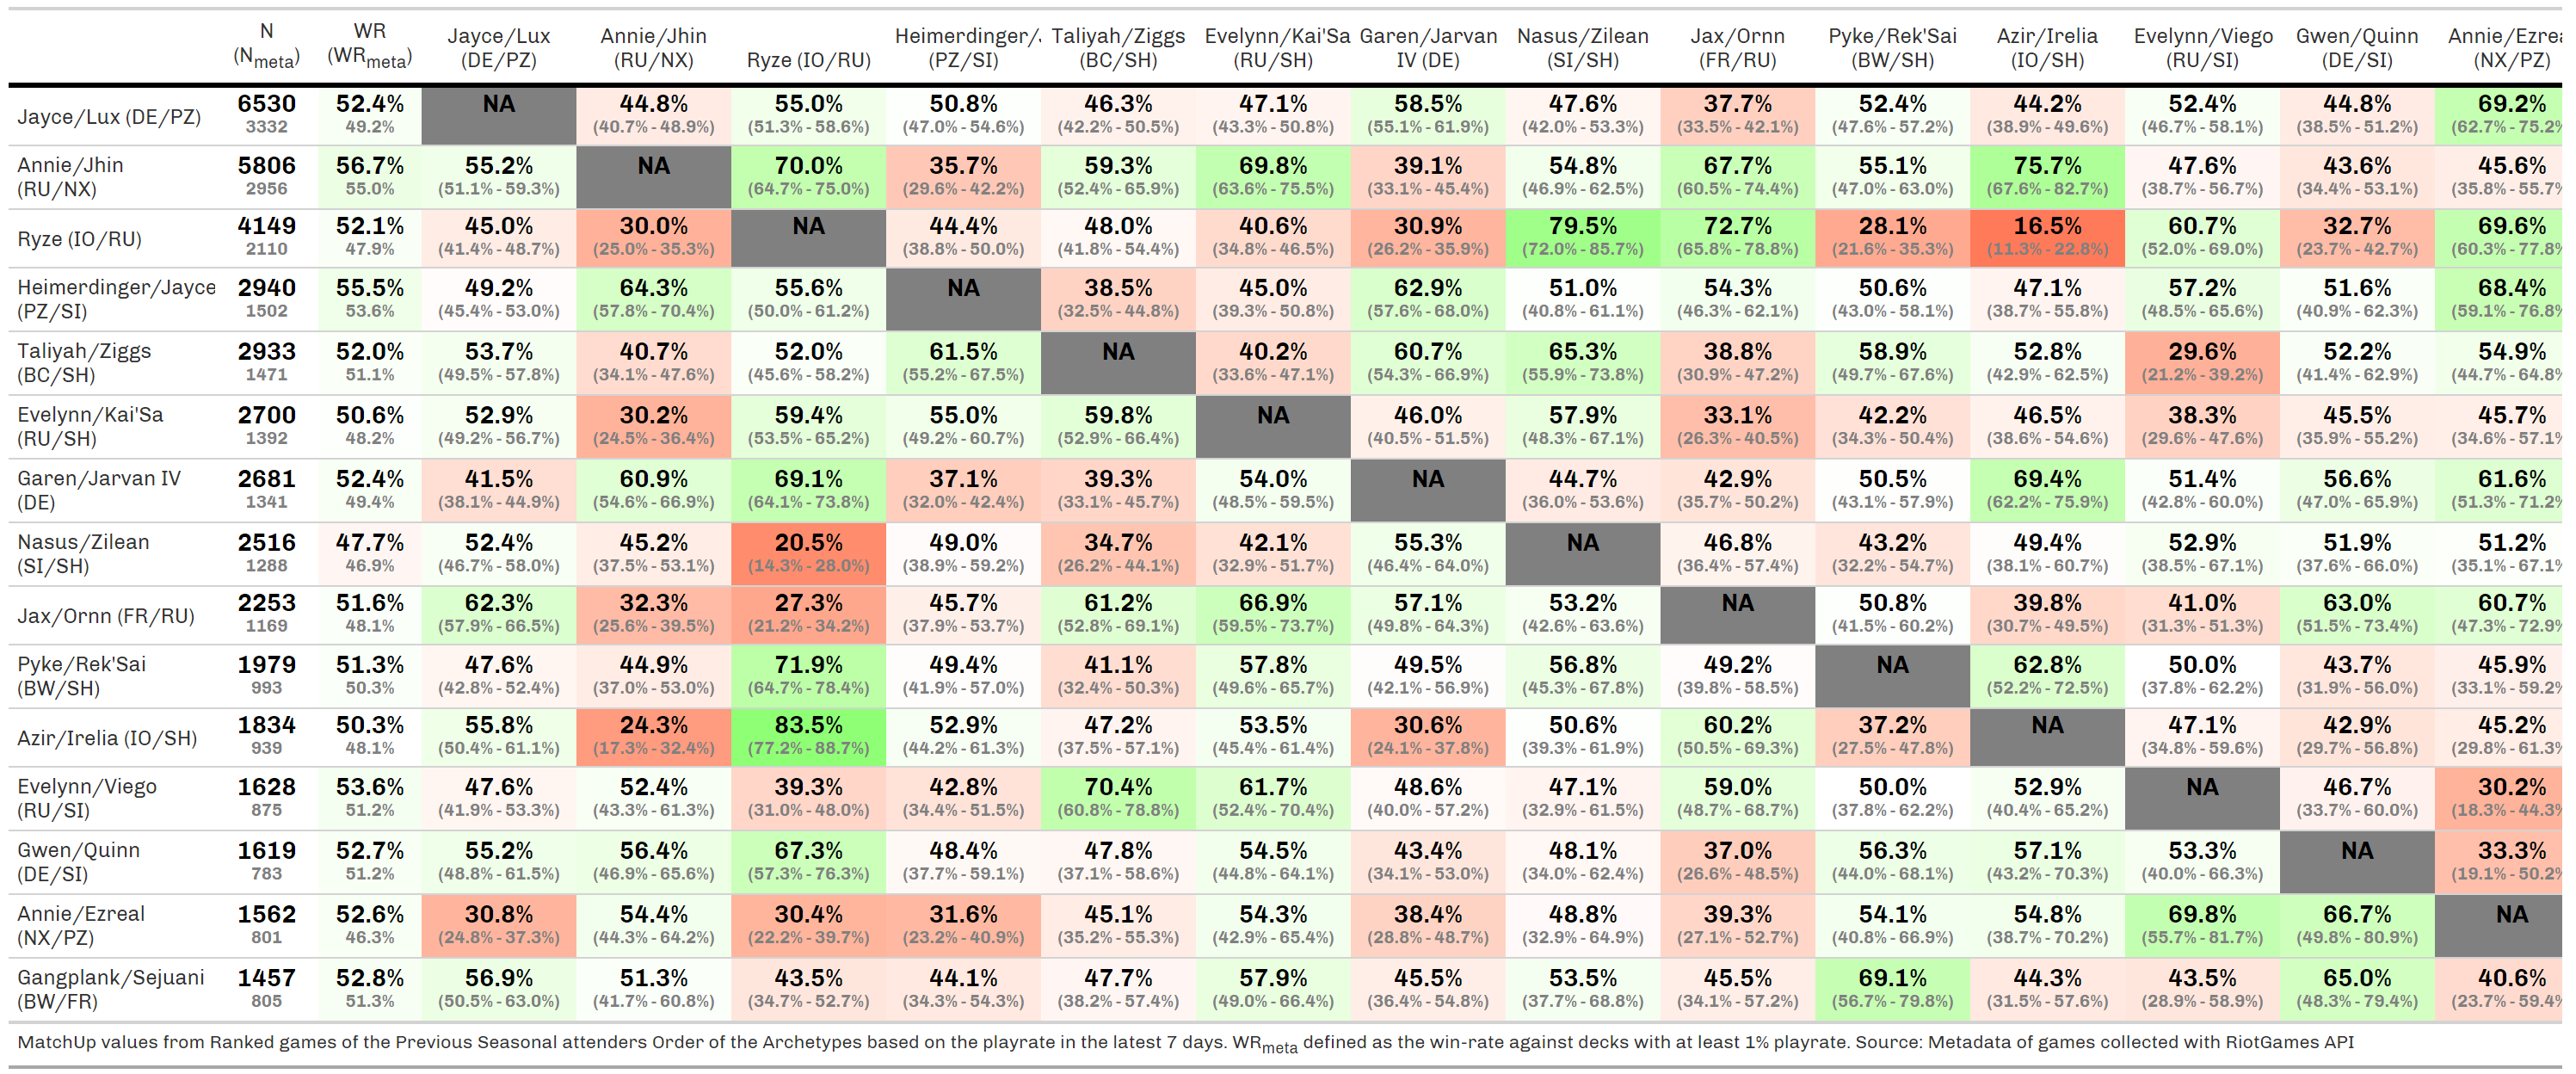 N WR Jayce/Lux Annie/Jhin Heimerdinger/ Taliyah/Ziggs Evelynn/Kai'Sa Garen/Jarvan Nasus/Zilean Jax/Ornn Pyke/Rek'Sai Azir/Irelia Evelynn/Viego Gwen/Quinn Annie/Ezrea
(Nmeta) (WRmeta) (DE/PZ) (RU/NX) Ryze (IO/RU) (PZ/SI) (BC/SH) (RU/SH) IV (DE) (SI/SH) (FR/RU) (BW/SH) (IO/SH) (RU/SI) (DE/SI) (NX/PZ)
Jayce/Lux (DE/PZ) 6530 52.4% NA 44.8% 55.0% 50.8% 46.3% 47.1% 58.5% 47.6% 37.7% 52.4% 44.2% 52.4% 44.8% 69.2%
3332 49.2% (40.7% - 48.9%) (51.3% - 58.6%) (47.0% - 54.6%) (42.2% - 50.5%) (43.3% - 50.8%) (55.1% - 61.9%) (42.0% - 53.3%) (33.5% - 42.1%) (47.6% - 57.2%) (38.9% - 49.6%) (46.7% - 58.1%) (38.5% - 51.2%) (62.7% - 75.2%
Annie/Jhin 5806 56.7% 55.2% NA 70.0% 35.7% 59.3% 69.8% 39.1% 54.8% 67.7% 55.1% 75.7% 47.6% 43.6% 45.6%
(RU/NX) 2956 55.0% (51.1% - 59.3%) (64.7% - 75.0%) (29.6% - 42.2%) (52.4% - 65.9%) (63.6% - 75.5%) (33.1% - 45.4%) (46.9% - 62.5%) (60.5% - 74.4%) (47.0% - 63.0%) (67.6% - 82.7%) (38.7% - 56.7%) (34.4% - 53.1%) (35.8% - 55.7%
Ryze (IO/RU) 4149 52.1% 45.0% 30.0% NA 44.4% 48.0% 40.6% 30.9% 79.5% 72.7% 28.1% 16.5% 60.7% 32.7% 69.6%
2110 47.9% (41.4% - 48.7%) (25.0% - 35.3%) (38.8% - 50.0%) (41.8% - 54.4%) (34.8% - 46.5%) (26.2% - 35.9%) (72.0% - 85.7%) (65.8% - 78.8%) (21.6% - 35.3%) (11.3% - 22.8%) (52.0% - 69.0%) (23.7% - 42.7%) (60.3% - 77.8%
Heimerdinger/Jayce 2940 55.5% 49.2% 64.3% 55.6% NA 38.5% 45.0% 62.9% 51.0% 54.3% 50.6% 47.1% 57.2% 51.6% 68.4%
(PZ/SI) 1502 53.6% (45.4% - 53.0%) (57.8% - 70.4%) (50.0% - 61.2%) (32.5% - 44.8%) (39.3% - 50.8%) (57.6% - 68.0%) (40.8% - 61.1%) (46.3% - 62.1%) (43.0% - 58.1%) (38.7% - 55.8%) (48.5% - 65.6%) (40.9% - 62.3%) (59.1% - 76.8%
Taliyah/Ziggs 2933 52.0% 53.7% 40.7% 52.0% 61.5% NA 40.2% 60.7% 65.3% 38.8% 58.9% 52.8% 29.6% 52.2% 54.9%
(BC/SH) 1471 51.1% (49.5% - 57.8%) (34.1% - 47.6%) (45.6% - 58.2%) (55.2% - 67.5%) (33.6% - 47.1%) (54.3% - 66.9%) (55.9% - 73.8%) (30.9% - 47.2%) (49.7% - 67.6%) (42.9% - 62.5%) (21.2% - 39.2%) (41.4% - 62.9%) (44.7% - 64.8%
Evelynn/Kai'Sa 2700 50.6% 52.9% 30.2% 59.4% 55.0% 59.8% NA 46.0% 57.9% 33.1% 42.2% 46.5% 38.3% 45.5% 45.7%
(RU/SH) 1392 48.2% (49.2% - 56.7%) (24.5% - 36.4%) (53.5% - 65.2%) (49.2% - 60.7%) (52.9% - 66.4%) (40.5% - 51.5%) (48.3% - 67.1%) (26.3% - 40.5%) (34.3% - 50.4%) (38.6% - 54.6%) (29.6% - 47.6%) (35.9% - 55.2%) (34.6% - 57.1%
Garen/Jarvan IV 2681 52.4% 41.5% 60.9% 69.1% 37.1% 39.3% 54.0% NA 44.7% 42.9% 50.5% 69.4% 51.4% 56.6% 61.6%
(DE) 1341 49.4% (38.1% - 44.9%) (54.6% - 66.9%) (64.1% - 73.8%) (32.0% - 42.4%) (33.1% - 45.7%) (48.5% - 59.5%) (36.0% - 53.6%) (35.7% - 50.2%) (43.1% - 57.9%) (62.2% - 75.9%) (42.8% - 60.0%) (47.0% - 65.9%) (51.3% - 71.2%
Nasus/Zilean 2516 47.7% 52.4% 45.2% 20.5% 49.0% 34.7% 42.1% 55.3% NA 46.8% 43.2% 49.4% 52.9% 51.9% 51.2%
(SI/SH) 1288 46.9% (46.7% - 58.0%) (37.5% - 53.1%) (14.3% - 28.0%) (38.9% - 59.2%) (26.2% - 44.1%) (32.9% - 51.7%) (46.4% - 64.0%) (36.4% - 57.4%) (32.2% - 54.7%) (38.1% - 60.7%) (38.5% - 67.1%) (37.6% - 66.0%) (35.1% - 67.1%
Jax/Ornn (FR/RU) 2253 51.6% 62.3% 32.3% 27.3% 45.7% 61.2% 66.9% 57.1% 53.2% NA 50.8% 39.8% 41.0% 63.0% 60.7%
1169 48.1% (57.9% - 66.5%) (25.6% - 39.5%) (21.2% - 34.2%) (37.9% - 53.7%) (52.8% - 69.1%) (59.5% - 73.7%) (49.8% - 64.3%) (42.6% - 63.6%) (41.5% - 60.2%) (30.7% - 49.5%) (31.3% - 51.3%) (51.5% - 73.4%) (47.3% - 72.9%
Pyke/Rek'Sai 1979 51.3% 47.6% 44.9% 71.9% 49.4% 41.1% 57.8% 49.5% 56.8% 49.2% NA 62.8% 50.0% 43.7% 45.9%
(BW/SH) 993 50.3% (42.8% - 52.4%) (37.0% - 53.0%) (64.7% - 78.4%) (41.9% - 57.0%) (32.4% - 50.3%) (49.6% - 65.7%) (42.1% - 56.9%) (45.3% - 67.8%) (39.8% - 58.5%) (52.2% - 72.5%) (37.8% - 62.2%) (31.9% - 56.0%) (33.1% - 59.2%
Azir/Irelia (IO/SH) 1834 50.3% 55.8% 24.3% 83.5% 52.9% 47.2% 53.5% 30.6% 50.6% 60.2% 37.2% NA 47.1% 42.9% 45.2%
939 48.1% (50.4% - 61.1%) (17.3% - 32.4%) (77.2% - 88.7%) (44.2% - 61.3%) (37.5% - 57.1%) (45.4% - 61.4%) (24.1% - 37.8%) (39.3% - 61.9%) (50.5% - 69.3%) (27.5% - 47.8%) (34.8% - 59.6%) (29.7% - 56.8%) (29.8% - 61.3%
Evelynn/Viego 1628 53.6% 47.6% 52.4% 39.3% 42.8% 70.4% 61.7% 48.6% 47.1% 59.0% 50.0% 52.9% NA 46.7% 30.2%
(RU/SI) 875 51.2% (41.9% - 53.3%) (43.3% - 61.3%) (31.0% - 48.0%) (34.4% - 51.5%) (60.8% - 78.8%) (52.4% - 70.4%) (40.0% - 57.2%) (32.9% - 61.5%) (48.7% - 68.7%) (37.8% - 62.2%) (40.4% - 65.2%) (33.7% - 60.0%) (18.3% - 44.3%
Gwen/Quinn 1619 52.7% 55.2% 56.4% 67.3% 48.4% 47.8% 54.5% 43.4% 48.1% 37.0% 56.3% 57.1% 53.3% NA 33.3%
(DE/SI) 783 51.2% (48.8% - 61.5%) (46.9% - 65.6%) (57.3% - 76.3%) (37.7% - 59.1%) (37.1% - 58.6%) (44.8% - 64.1%) (34.1% - 53.0%) (34.0% - 62.4%) (26.6% - 48.5%) (44.0% - 68.1%) (43.2% - 70.3%) (40.0% - 66.3%) (19.1% - 50.2%
Annie/Ezreal 1562 52.6% 30.8% 54.4% 30.4% 31.6% 45.1% 54.3% 38.4% 48.8% 39.3% 54.1% 54.8% 69.8% 66.7% NA
(NX/PZ) 801 46.3% (24.8% - 37.3%) (44.3% - 64.2%) (22.2% - 39.7%) (23.2% - 40.9%) (35.2% - 55.3%) (42.9% - 65.4%) (28.8% - 48.7%) (32.9% - 64.9%) (27.1% - 52.7%) (40.8% - 66.9%) (38.7% - 70.2%) (55.7% - 81.7%) (49.8% - 80.9%)
Gangplank/Sejuani 1457 52.8% 56.9% 51.3% 43.5% 44.1% 47.7% 57.9% 45.5% 53.5% 45.5% 69.1% 44.3% 43.5% 65.0% 40.6%
(BW/FR) 805 51.3% (50.5% - 63.0%) (41.7% - 60.8%) (34.7% - 52.7%) (34.3% - 54.3%) (38.2% - 57.4%) (49.0% - 66.4%) (36.4% - 54.8%) (37.7% - 68.8%) (34.1% - 57.2%) (56.7% - 79.8%) (31.5% - 57.6%) (28.9% - 58.9%) (48.3% - 79.4%) (23.7% - 59.4%
MatchUp values from Ranked games of the Previous Seasonal attenders Order of the Archetypes based on the playrate in the latest 7 days. WRmeta defined as the win-rate against decks with at least 1% playrate. Source: Metadata of games collected with RiotGames API